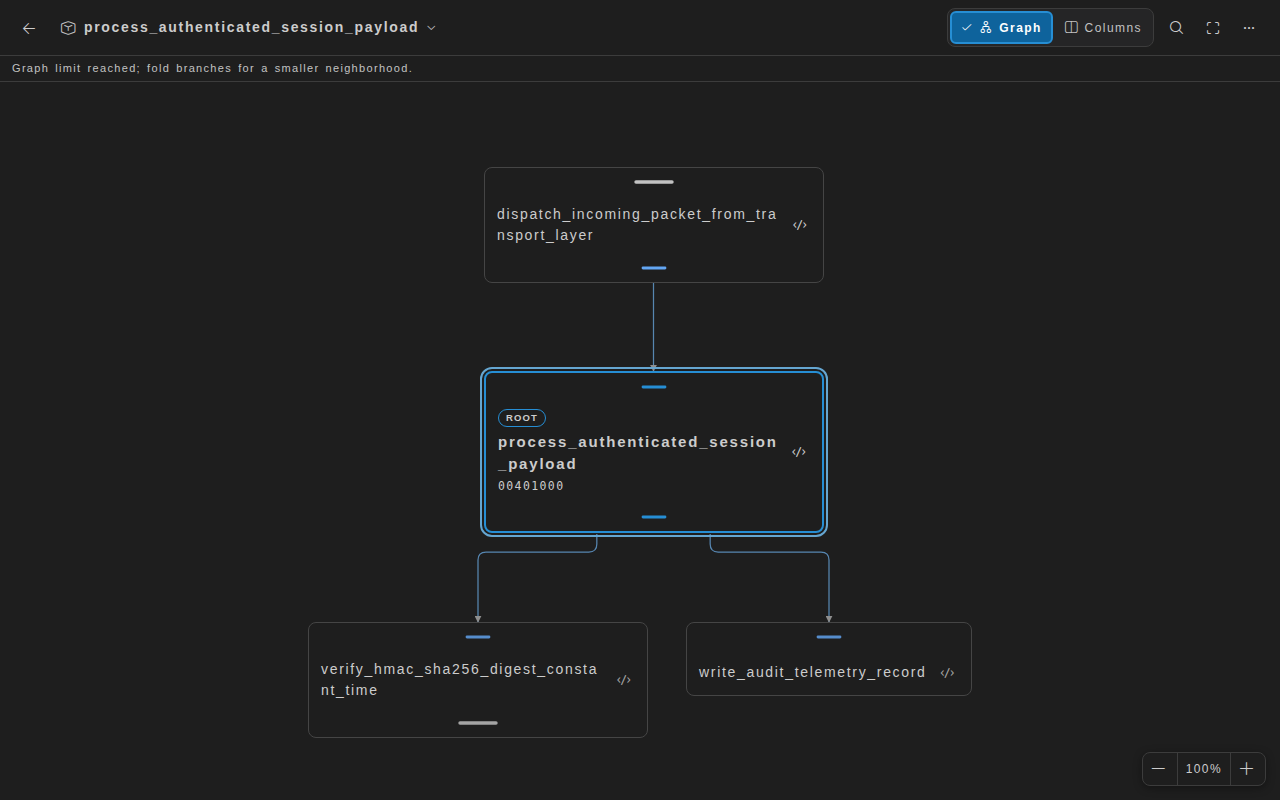 process_authenticated_session_payload
Graph
Columns
Graph limit reached; fold branches for a smaller neighborhood.
dispatch_incoming_packet_from_tra
nsport_layer
ROOT
process_authenticated_session
_payload
00401000
verify_hmac_sha256_digest_consta
nt_time
write_audit_telemetry_record
100%